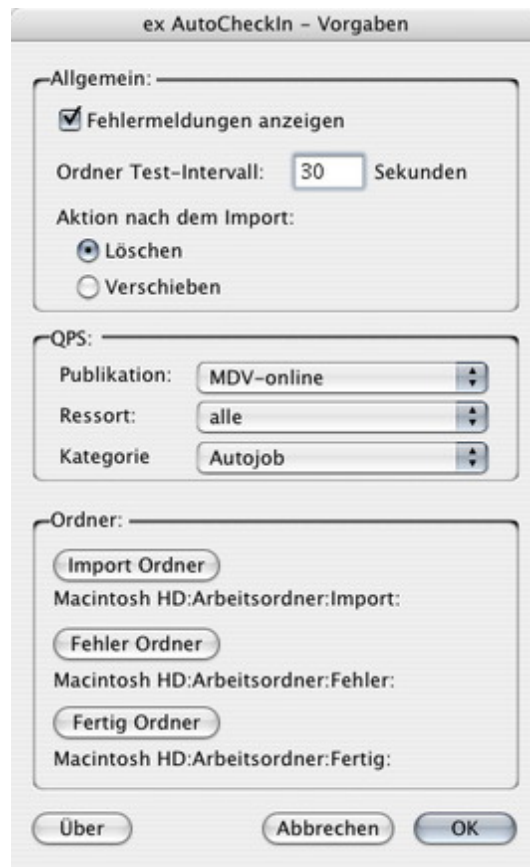 ex AutoCheckIn – Vorgaben
Allgemein:
Fehlermeldungen anzeigen
Ordner Test-Intervall: 30 Sekunden
Aktion nach dem Import:
Löschen
Verschieben
QPS:
Publikation: MDV-online
Ressort: alle
Kategorie Autojob
Ordner:
Import Ordner
Macintosh HD:Arbeitsordner:Import:
Fehler Ordner
Macintosh HD:Arbeitsordner:Fehler:
Fertig Ordner
Macintosh HD:Arbeitsordner:Fertig:
Über Abbrechen OK